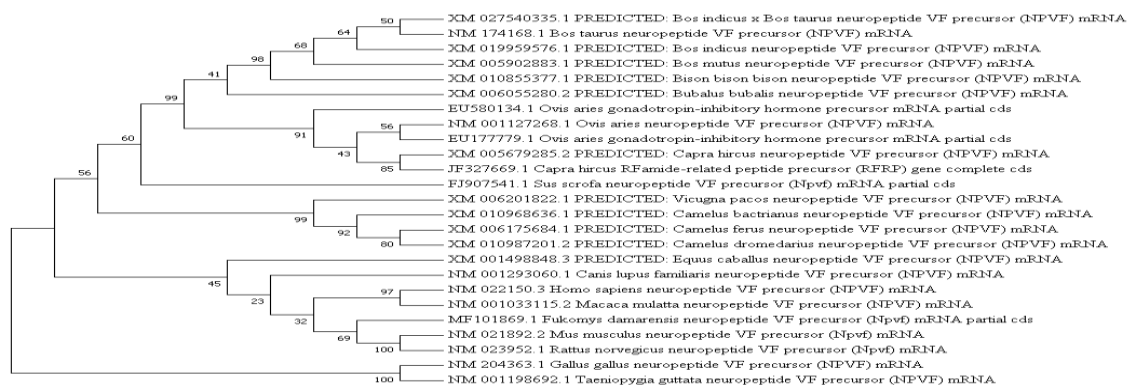 XM 027540335.1 PREDICTED: Bos indicus x Bos taurus neuropeptide VF precursor (NPVF) mRNA
50
NM 174168.1 Bos taurus neuropeptide VF precursor (NPVF) mRNA
64
XM 019959576.1 PREDICTED: Bos indicus neuropeptide VF precursor (NPVF) mRNA
68
XM 005902883.1 PREDICTED: Bos mutus neuropeptide VF precursor (NPVF) mRNA
98
XM 010855377.1 PREDICTED: Bison bison bison neuropeptide VF precursor (NPVF) mRNA
41
XM 006055280.2 PREDICTED: Bubalus bubalis neuropeptide VF precursor (NPVF) mRNA
99
EU580134.1 Ovis aries gonadotropin-inhibitory hormone precursor mRNA partial cds
91
NM 001127268.1 Ovis aries neuropeptide VF precursor (NPVF) mRNA
56
EU177779.1 Ovis aries gonadotropin-inhibitory hormone precursor mRNA partial cds
60
43
XM 005679285.2 PREDICTED: Capra hircus neuropeptide VF precursor (NPVF) mRNA
85
JF327669.1 Capra hircus RFamide-related peptide precursor (RFRP) gene complete cds
56
FJ907541.1 Sus scrofa neuropeptide VF precursor (Npvf) mRNA partial cds
XM 006201822.1 PREDICTED: Vicugna pacos neuropeptide VF precursor (NPVF) mRNA
99
XM 010968636.1 PREDICTED: Camelus bactrianus neuropeptide VF precursor (NPVF) mRNA
92
XM 006175684.1 PREDICTED: Camelus ferus neuropeptide VF precursor (NPVF) mRNA
80
XM 010987201.2 PREDICTED: Camelus dromedarius neuropeptide VF precursor (NPVF) mRNA
XM 001498848.3 PREDICTED: Equus caballus neuropeptide VF precursor (NPVF) mRNA
45
NM 001293060.1 Canis lupus familiaris neuropeptide VF precursor (NPVF) mRNA
23
NM 022150.3 Homo sapiens neuropeptide VF precursor (NPVF) mRNA
97
NM 001033115.2 Macaca mulatta neuropeptide VF precursor (NPVF) mRNA
32
MF101869.1 Fukomys damarensis neuropeptide VF precursor (Npvf) mRNA partial cds
69
NM 021892.2 Mus musculus neuropeptide VF precursor (Npvf) mRNA
100
NM 023952.1 Rattus norvegicus neuropeptide VF precursor (Npvf) mRNA
NM 204363.1 Gallus gallus neuropeptide VF precursor (NPVF) mRNA
100
NM 001198692.1 Taeniopygia guttata neuropeptide VF precursor (NPVF) mRNA